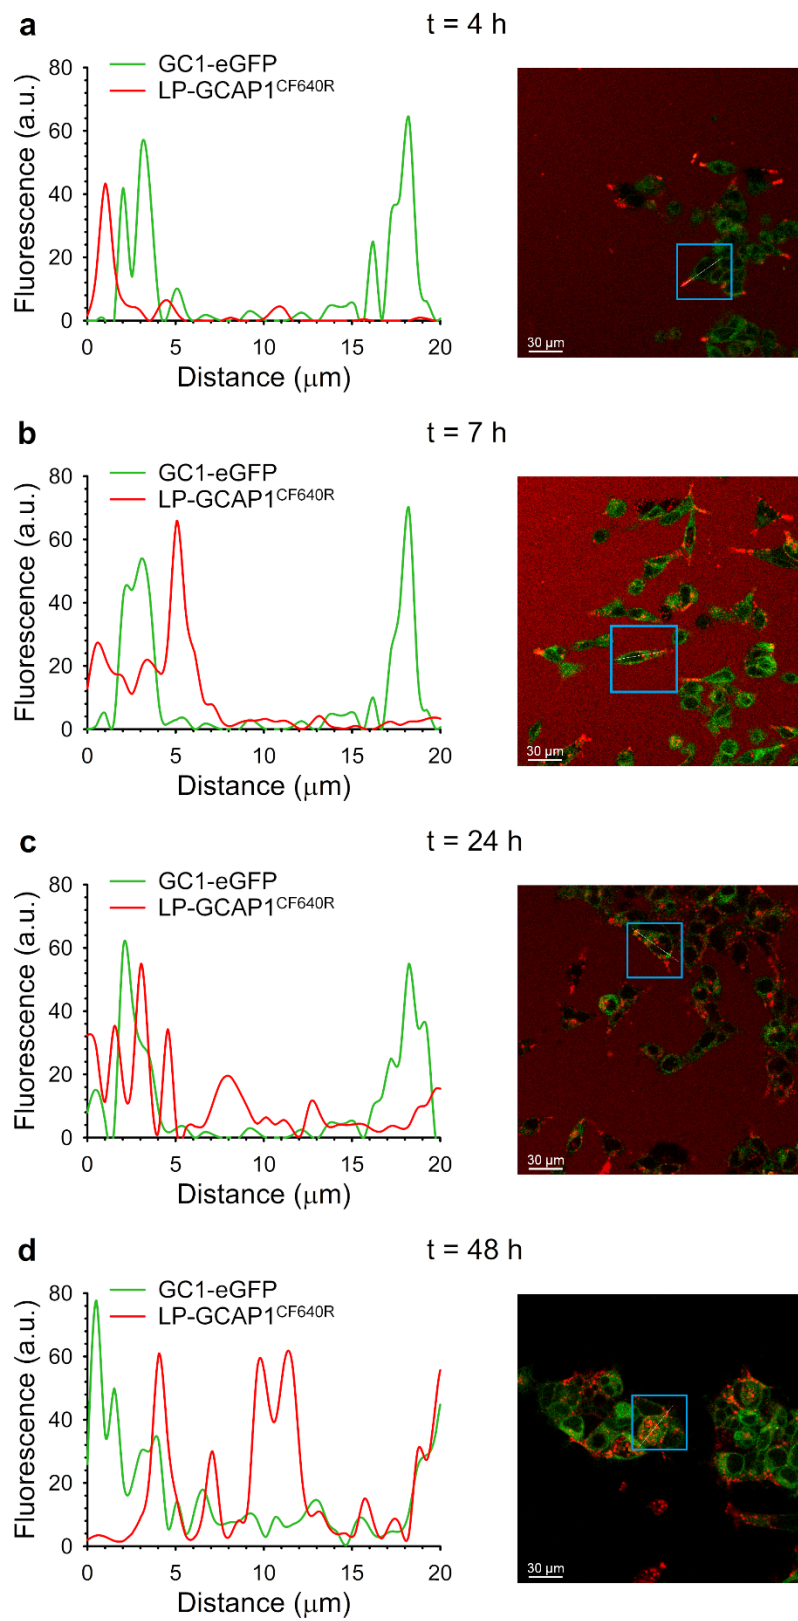 a
t = 4 h
GC1-eGFP
LP-GCAP1CF640R
80
60
40
20
0
Fluorescence (a.u.)
0 5 10 15 20
Distance (μm)
30 µm
b
t = 7 h
GC1-eGFP
LP-GCAP1CF640R
80
60
40
20
0
Fluorescence (a.u.)
0 5 10 15 20
Distance (μm)
30 µm
c
t = 24 h
GC1-eGFP
LP-GCAP1CF640R
80
60
40
20
0
Fluorescence (a.u.)
0 5 10 15 20
Distance (μm)
30 µm
d
t = 48 h
GC1-eGFP
LP-GCAP1CF640R
80
60
40
20
0
Fluorescence (a.u.)
0 5 10 15 20
Distance (μm)
30 µm